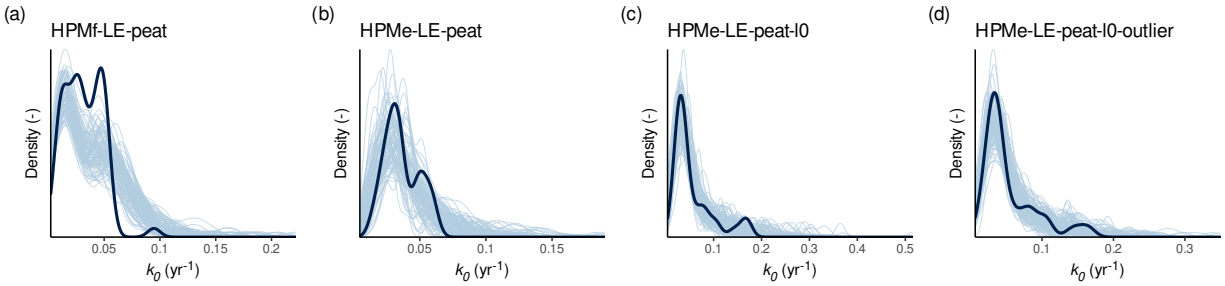 (a)
HPMf-LE-peat
Density (-)
0.05
0.1
0.15
0.2
k₀ (yr⁻¹)
(b)
HPMe-LE-peat
Density (-)
0.05
0.1
0.15
k₀ (yr⁻¹)
(c)
HPMe-LE-peat-l0
Density (-)
0.1
0.2
0.3
0.4
0.5
k₀ (yr⁻¹)
(d)
HPMe-LE-peat-l0-outlier
Density (-)
0.1
0.2
0.3
k₀ (yr⁻¹)